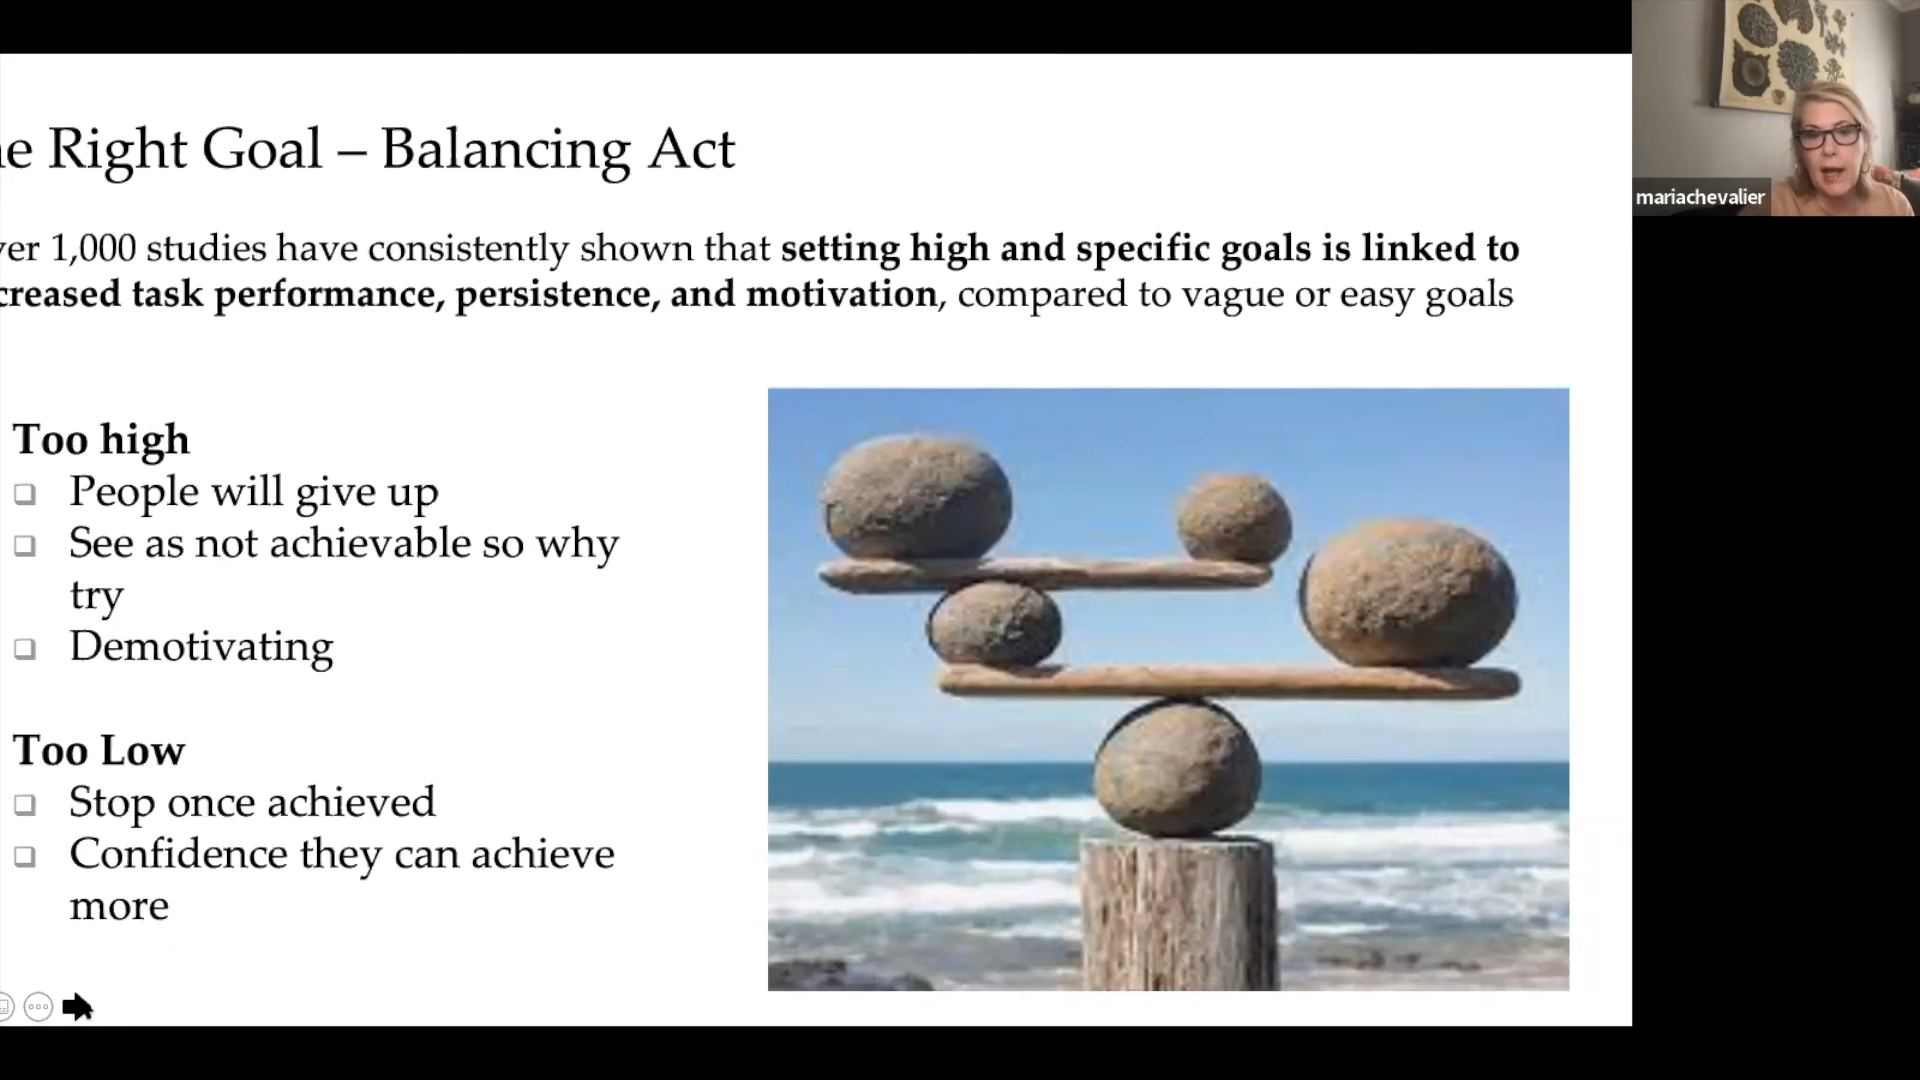 e Right Goal – Balancing Act
er 1,000 studies have consistently shown that setting high and specific goals is linked to
creased task performance, persistence, and motivation, compared to vague or easy goals
Too high
People will give up
See as not achievable so why
try
Demotivating
Too Low
Stop once achieved
Confidence they can achieve
more
mariachevalier